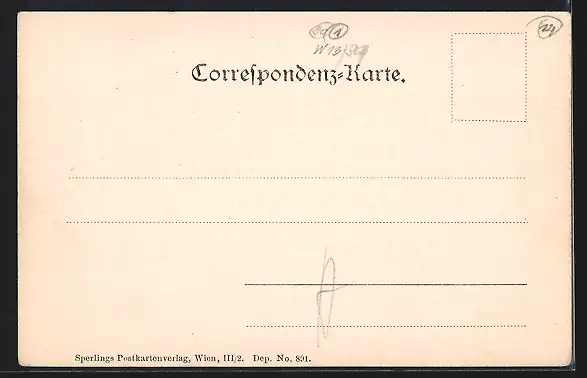 Correspondenz-Karte.
Sperlings Postkartenverlag, Wien, III/2. Dep. No. 891.